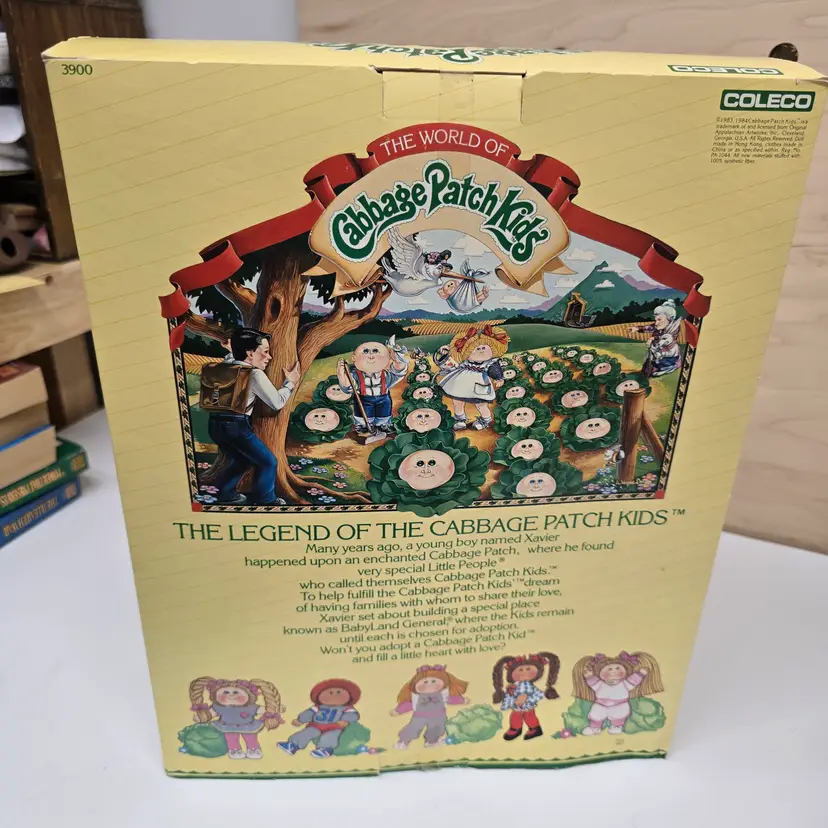 3900
COLECO
COLECO
©1983, 1984 Cabbage Patch Kids™ is a
trademark of and licensed from Original
Appalachian Artworks, Inc., Cleveland,
Georgia, U.S.A. All Rights Reserved. Doll
made in Hong Kong, clothes made in
China or as specified within. Reg. No.
PA 1044. All new materials stuffed with
100% synthetic fiber.
THE WORLD OF
Cabbage Patch Kids
THE LEGEND OF THE CABBAGE PATCH KIDS™
Many years ago, a young boy named Xavier
happened upon an enchanted Cabbage Patch, where he found
very special Little People®
who called themselves Cabbage Patch Kids.™
To help fulfill the Cabbage Patch Kids'™ dream
of having families with whom to share their love,
Xavier set about building a special place
known as BabyLand General,® where the Kids remain
until each is chosen for adoption.
Won't you adopt a Cabbage Patch Kid™
and fill a little heart with love?
31